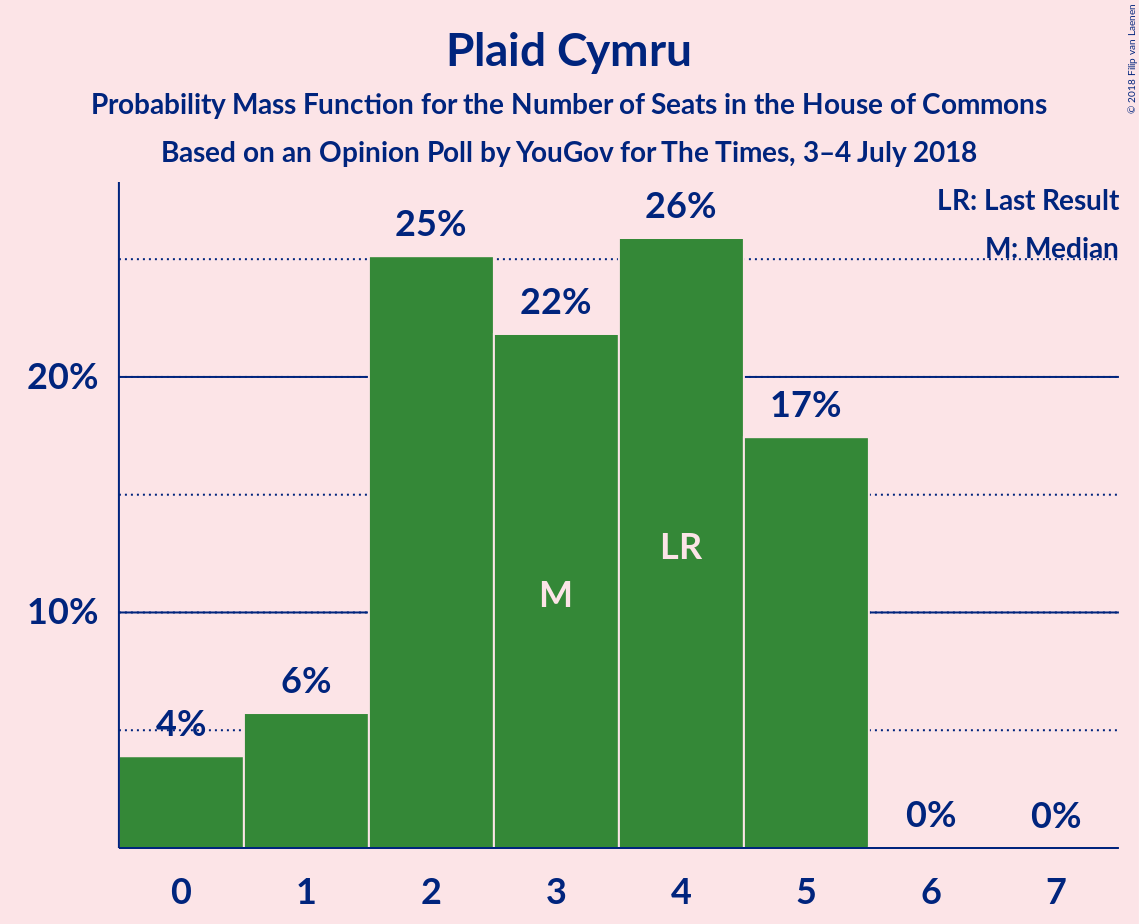 Plaid Cymru
Probability Mass Function for the Number of Seats in the House of Commons
Based on an Opinion Poll by YouGov for The Times, 3–4 July 2018
© 2018 Filip van Laenen
LR: Last Result
M: Median
20%
10%
4%
6%
25%
22%
26%
17%
0%
0%
M
LR
0
1
2
3
4
5
6
7